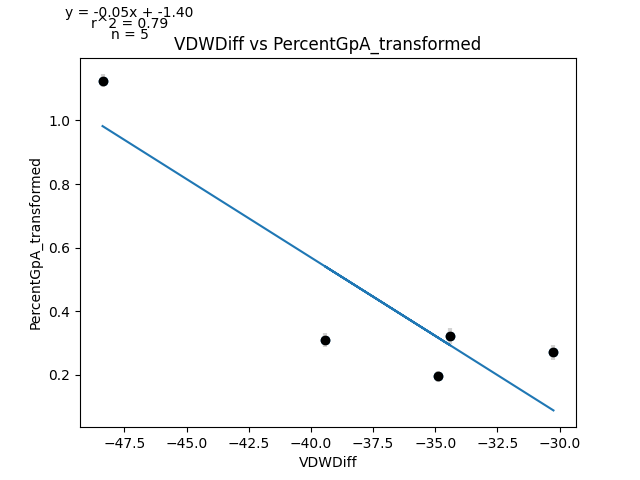 y = -0.05x + -1.40
r^2 = 0.79
n = 5
VDWDiff vs PercentGpA_transformed
PercentGpA_transformed
1.0
0.8
0.6
0.4
0.2
−47.5 −45.0 −42.5 −40.0 −37.5 −35.0 −32.5 −30.0
VDWDiff